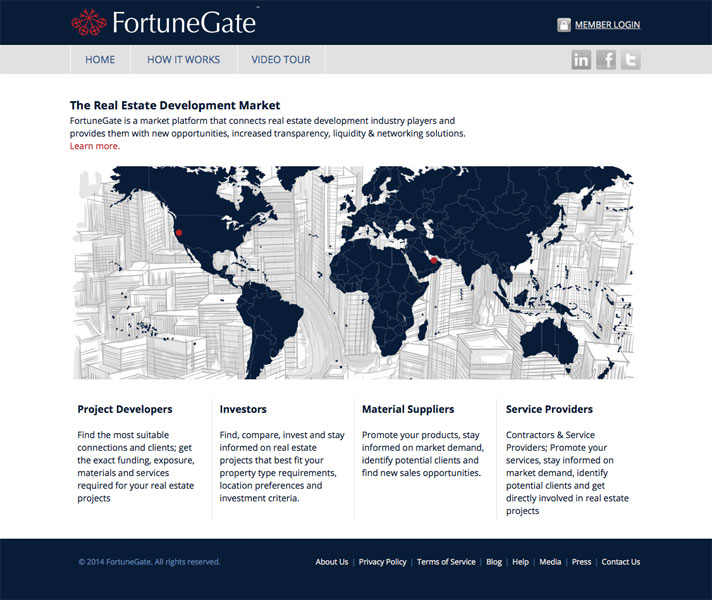 FortuneGate™
MEMBER LOGIN
HOME
HOW IT WORKS
VIDEO TOUR
in f t
The Real Estate Development Market
FortuneGate is a market platform that connects real estate development industry players and
provides them with new opportunities, increased transparency, liquidity & networking solutions.
Learn more.
Project Developers
Find the most suitable
connections and clients; get
the exact funding, exposure,
materials and services
required for your real estate
projects
Investors
Find, compare, invest and stay
informed on real estate
projects that best fit your
property type requirements,
location preferences and
investment criteria.
Material Suppliers
Promote your products, stay
informed on market demand,
identify potential clients and
find new sales opportunities.
Service Providers
Contractors & Service
Providers; Promote your
services, stay informed on
market demand, identify
potential clients and get
directly involved in real estate
projects
© 2014 FortuneGate. All rights reserved.
About Us | Privacy Policy | Terms of Service | Blog | Help | Media | Press | Contact Us